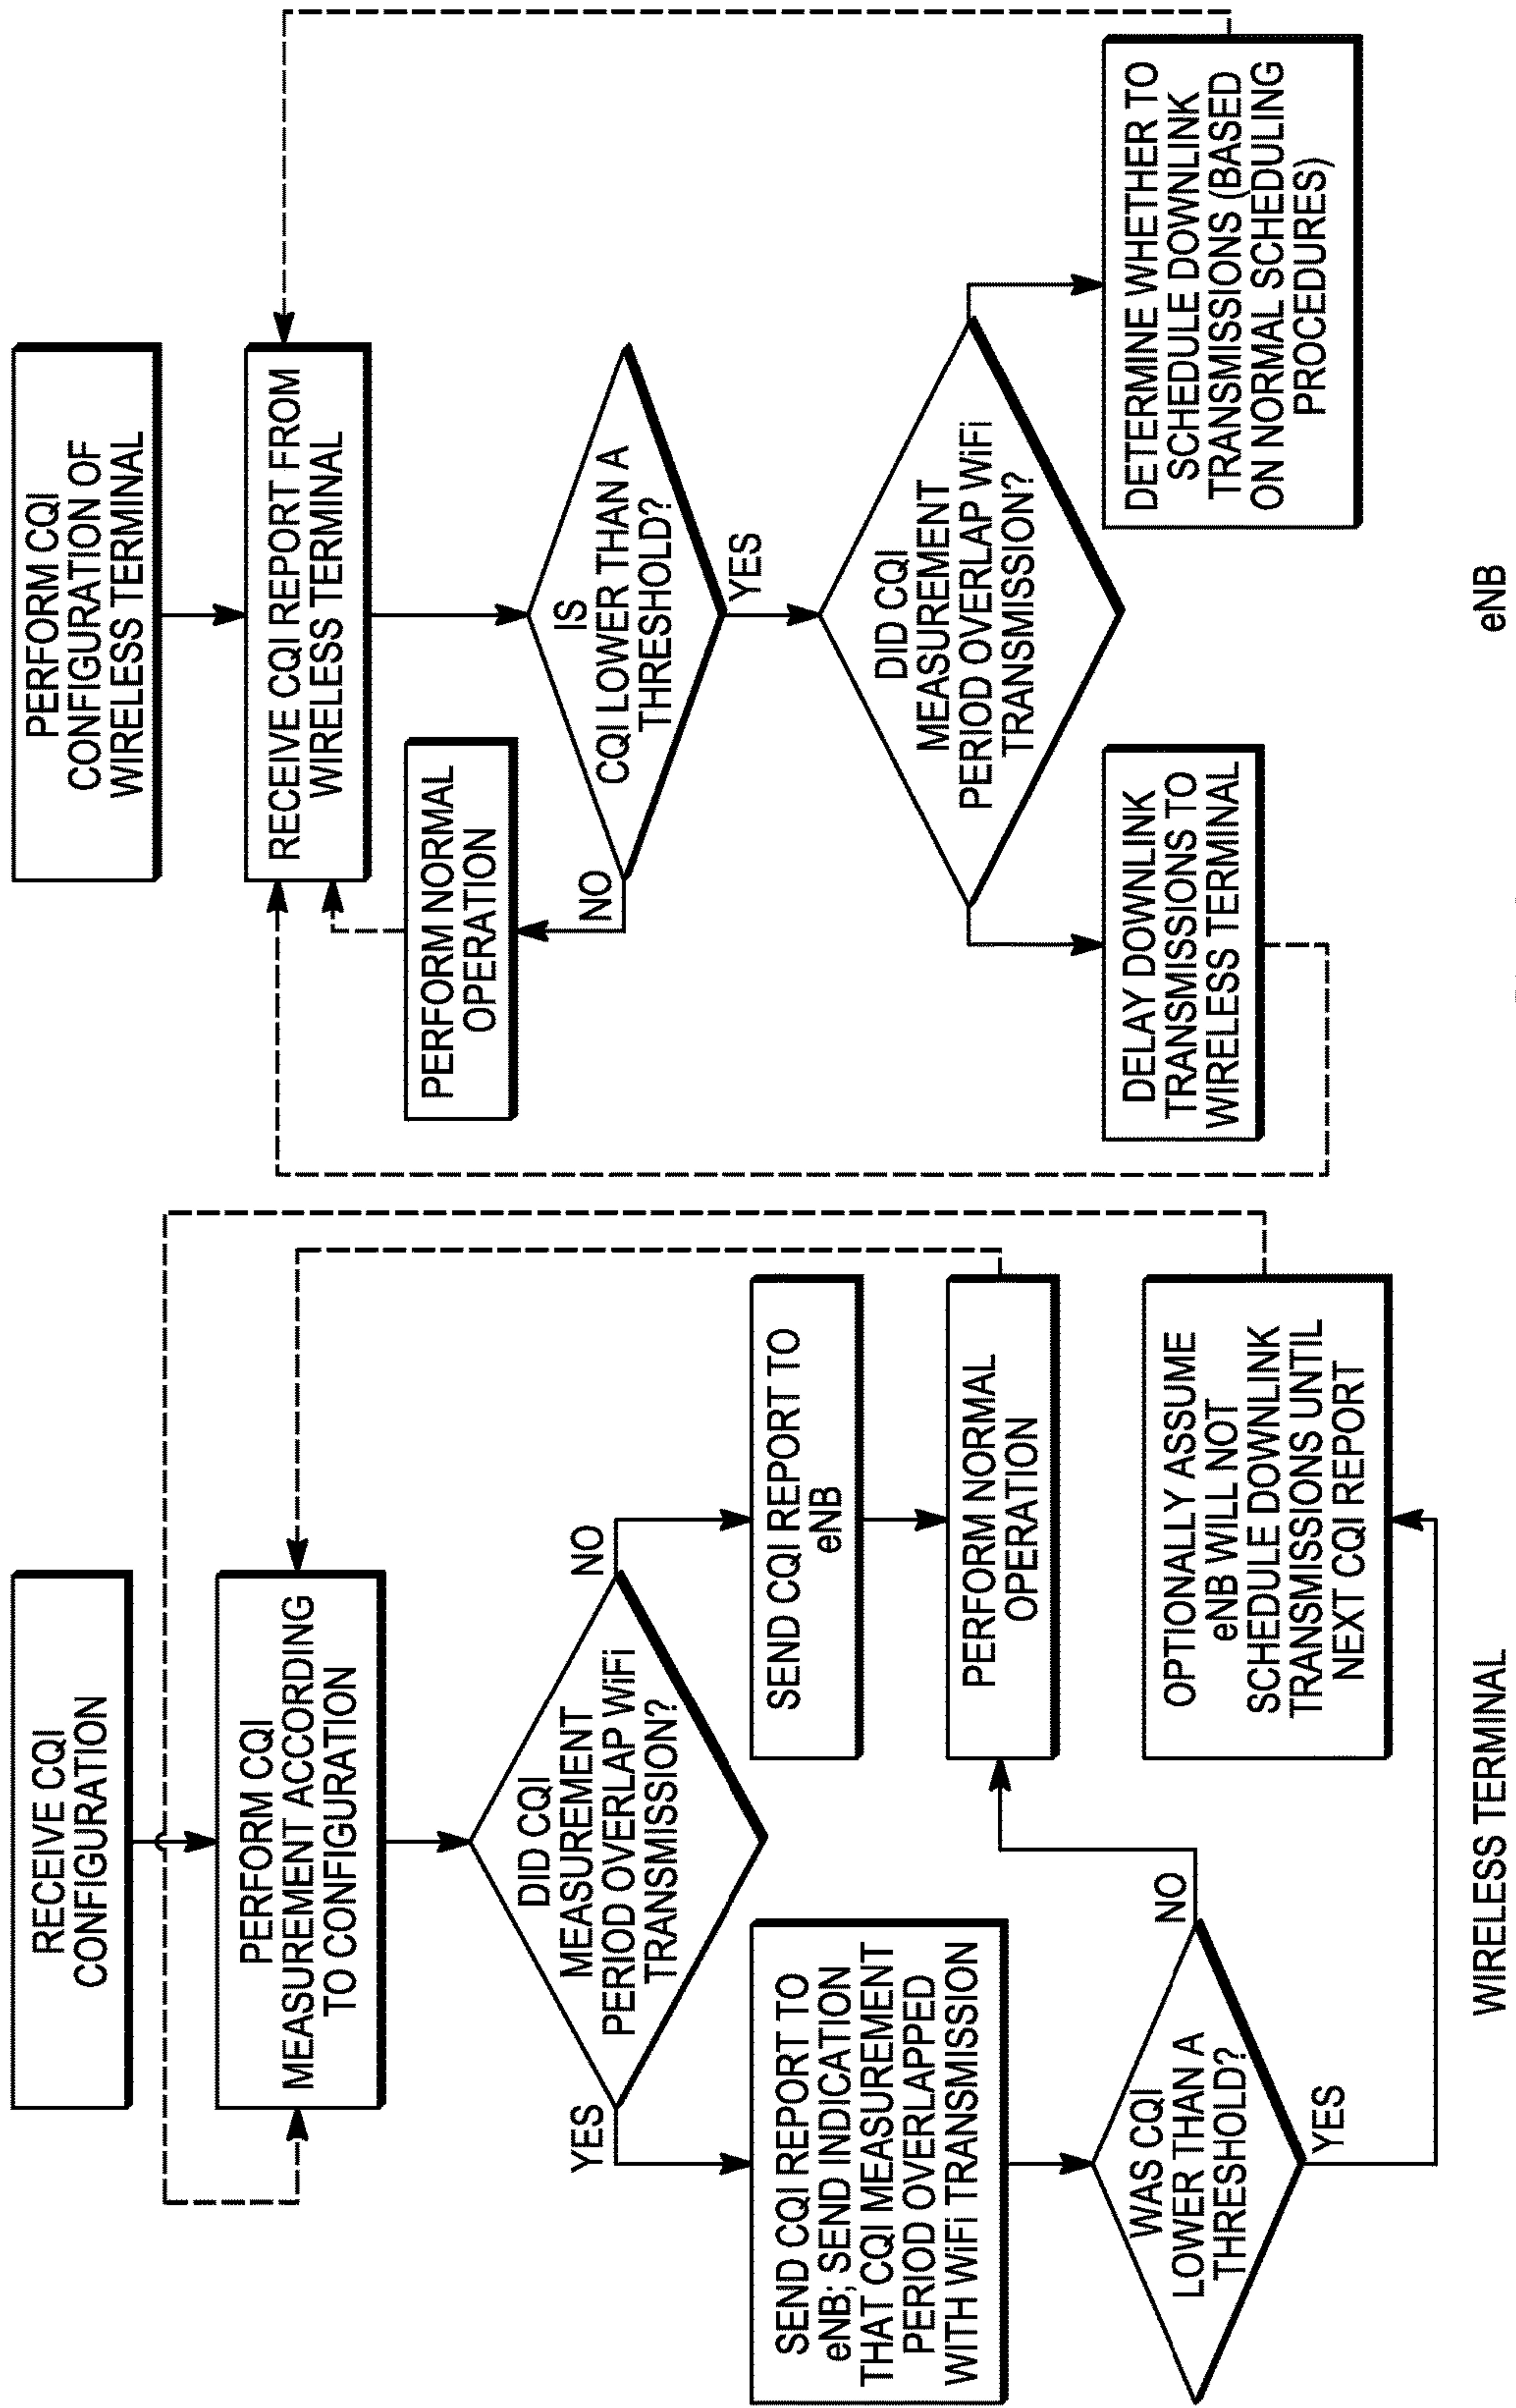 RECEIVE CQI
CONFIGURATION
PERFORM CQI
MEASUREMENT ACCORDING
TO CONFIGURATION
DID CQI
MEASUREMENT
PERIOD OVERLAP WiFi
TRANSMISSION?
YES
NO
SEND CQI REPORT TO
eNB; SEND INDICATION
THAT CQI MEASUREMENT
PERIOD OVERLAPPED
WITH WiFi TRANSMISSION
SEND CQI REPORT TO
eNB
PERFORM NORMAL
OPERATION
WAS CQI
LOWER THAN A
THRESHOLD?
NO
YES
OPTIONALLY ASSUME
eNB WILL NOT
SCHEDULE DOWNLINK
TRANSMISSIONS UNTIL
NEXT CQI REPORT
WIRELESS TERMINAL
PERFORM CQI
CONFIGURATION OF
WIRELESS TERMINAL
RECEIVE CQI REPORT FROM
WIRELESS TERMINAL
PERFORM NORMAL
OPERATION
IS
CQI LOWER THAN A
THRESHOLD?
NO
YES
DID CQI
MEASUREMENT
PERIOD OVERLAP WiFi
TRANSMISSION?
DELAY DOWNLINK
TRANSMISSIONS TO
WIRELESS TERMINAL
DETERMINE WHETHER TO
SCHEDULE DOWNLINK
TRANSMISSIONS (BASED
ON NORMAL SCHEDULING
PROCEDURES)
eNB